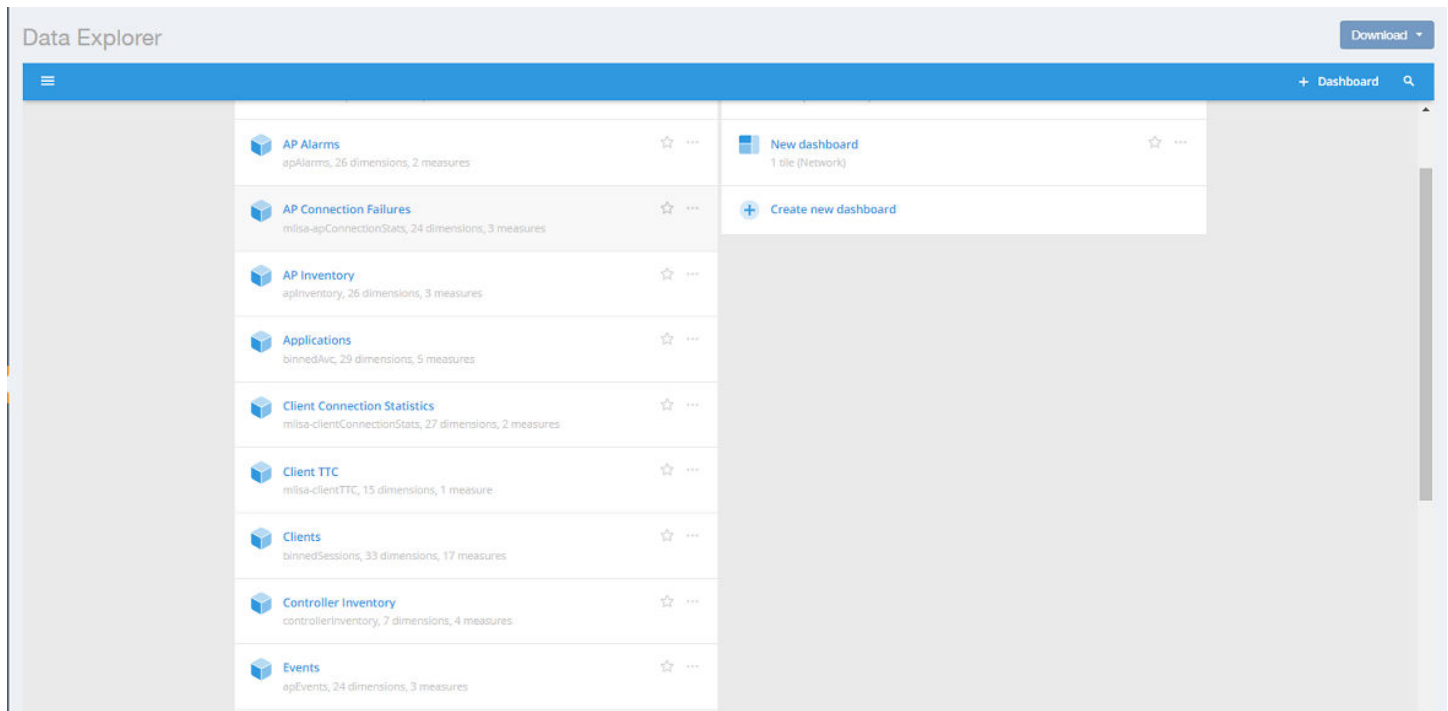 Data Explorer
Download
+ Dashboard
AP Alarms
apAlarms, 26 dimensions, 2 measures
AP Connection Failures
mlisa-apConnectionStats, 24 dimensions, 3 measures
AP Inventory
apInventory, 26 dimensions, 3 measures
Applications
binnedAvc, 29 dimensions, 5 measures
Client Connection Statistics
mlisa-clientConnectionStats, 27 dimensions, 2 measures
Client TTC
mlisa-clientTTC, 15 dimensions, 1 measure
Clients
binnedSessions, 33 dimensions, 17 measures
Controller Inventory
controllerInventory, 7 dimensions, 4 measures
Events
apEvents, 24 dimensions, 3 measures
New dashboard
1 tile (Network)
Create new dashboard